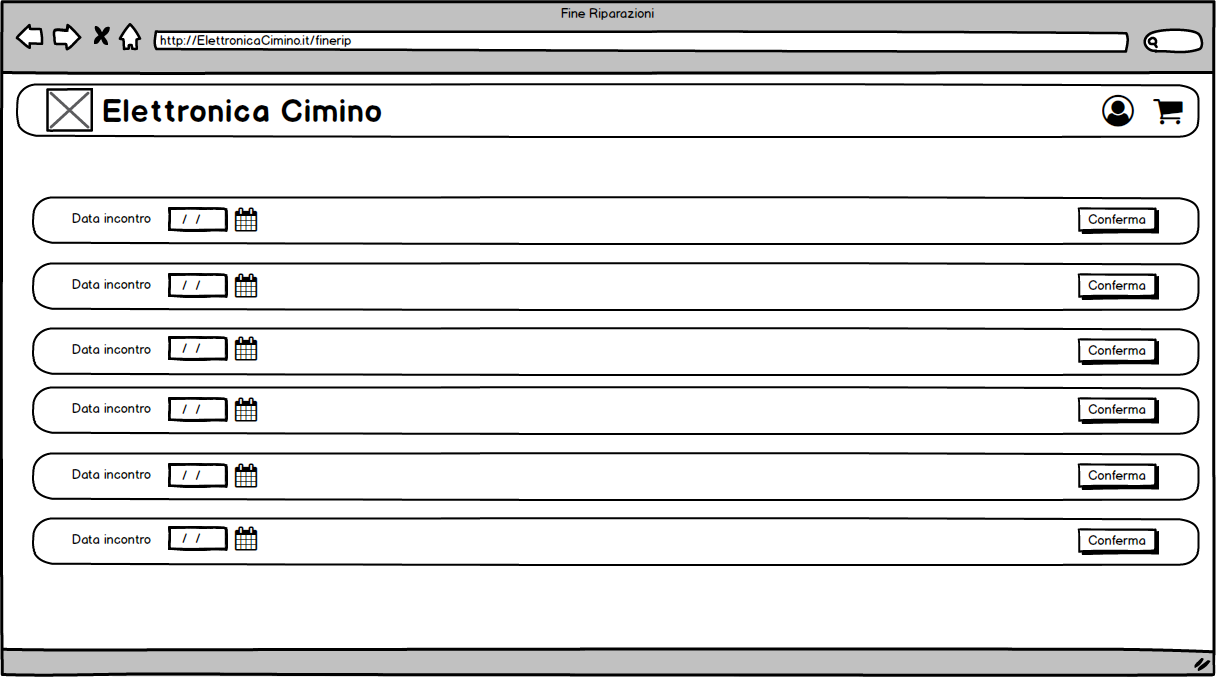 Fine Riparazioni
http://ElettronicaCimino.it/finerip
Elettronica Cimino
Data incontro / / Conferma
Data incontro / / Conferma
Data incontro / / Conferma
Data incontro / / Conferma
Data incontro / / Conferma
Data incontro / / Conferma